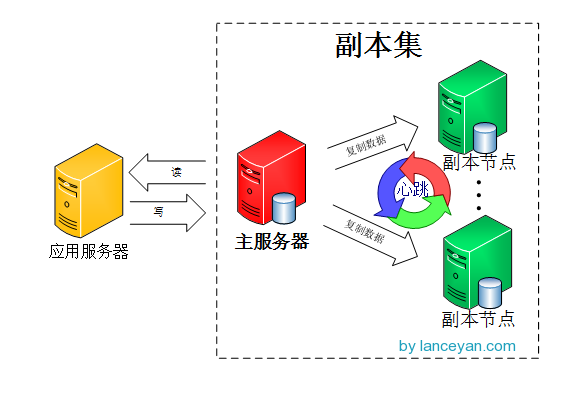 副本集
复制数据
副本节点
读
心跳
写
主服务器
复制数据
应用服务器
副本节点
by lanceyan.com